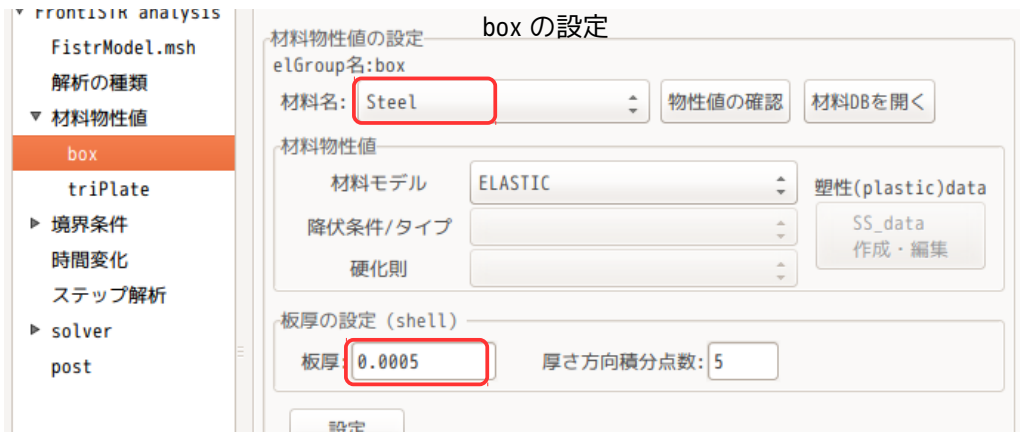 FrontISTR analysis
FistrModel.msh
解析の種類
材料物性値
box
triPlate
境界条件
時間変化
ステップ解析
solver
post
box の設定
材料物性値の設定
elGroup名:box
材料名: Steel 物性値の確認 材料DBを開く
材料物性値
材料モデル ELASTIC 塑性(plastic)data
降伏条件/タイプ SS_data
作成・編集
硬化則
板厚の設定 (shell)
板厚: 0.0005 厚さ方向積分点数: 5
設定